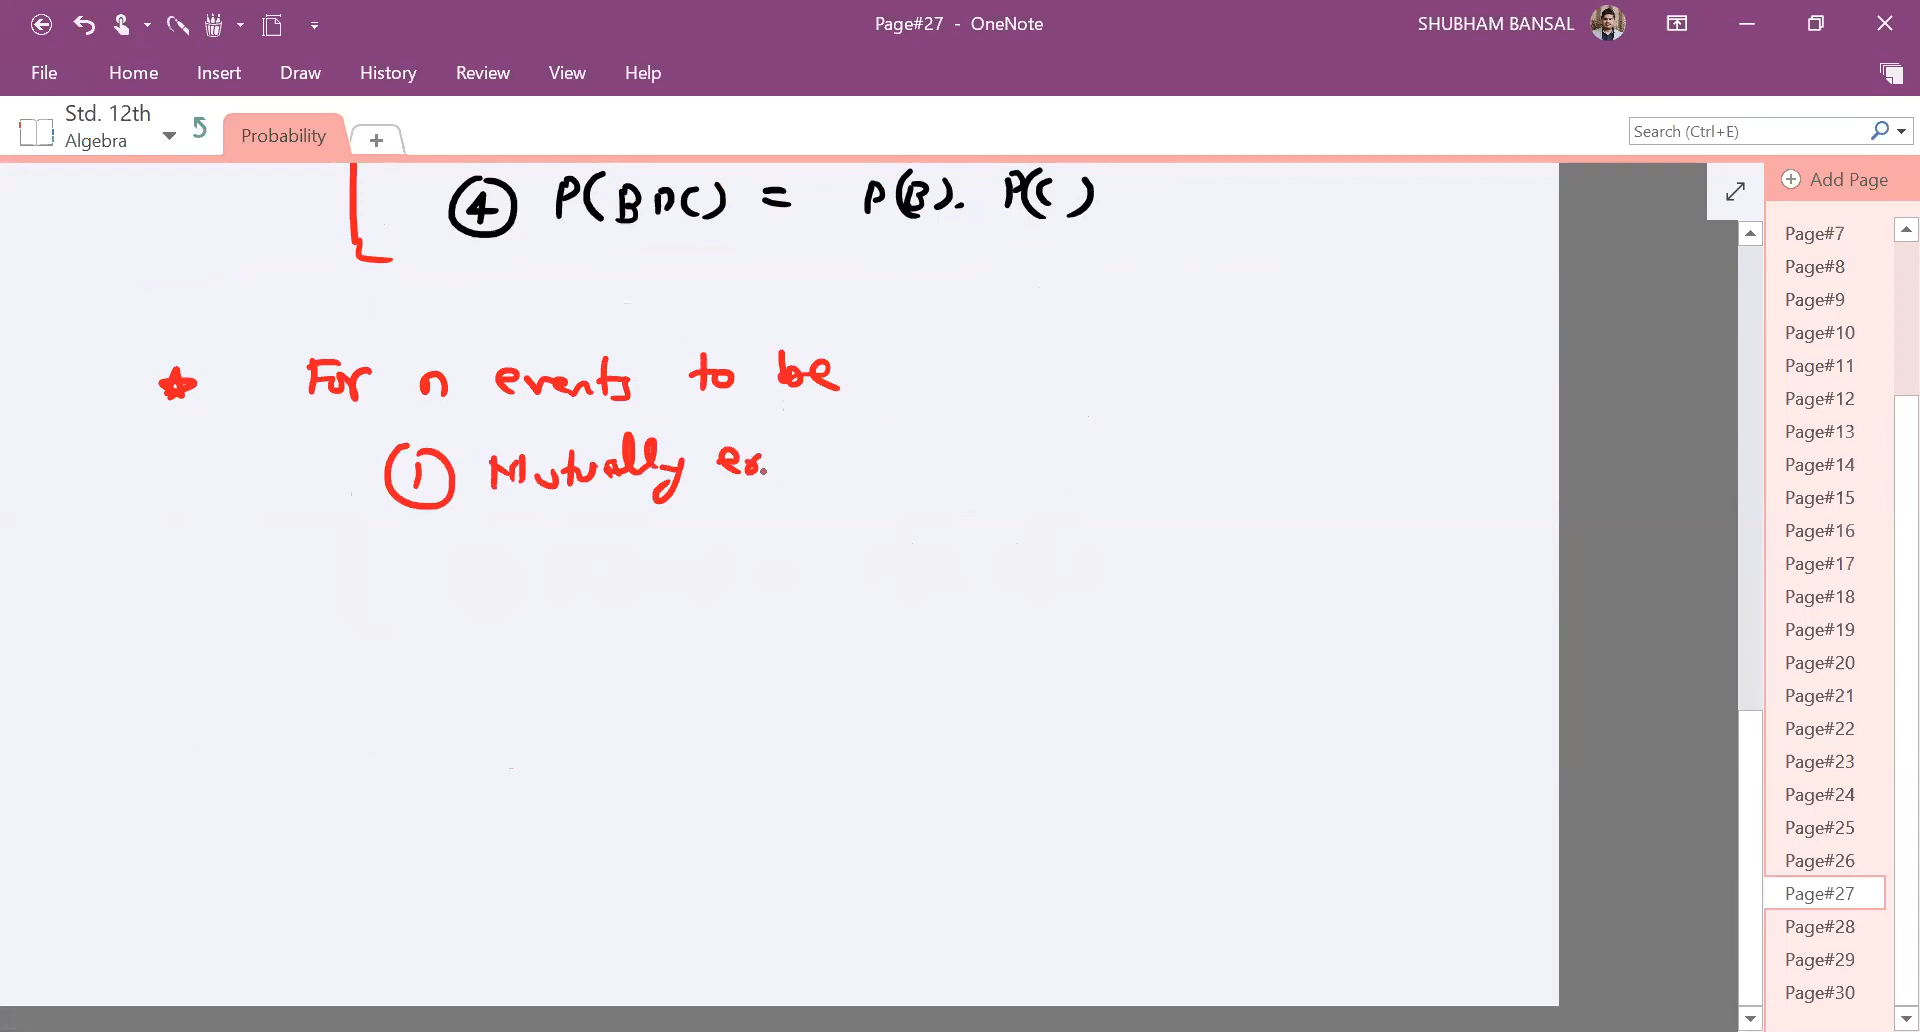 Page#27 - OneNote
SHUBHAM BANSAL
File Home Insert Draw History Review View Help
Std. 12th
Algebra
Probability
+
Search (Ctrl+E)
Add Page
④ P(B∩C) = P(B). P(C)
★ For n events to be
① Mutually ex
Page#7
Page#8
Page#9
Page#10
Page#11
Page#12
Page#13
Page#14
Page#15
Page#16
Page#17
Page#18
Page#19
Page#20
Page#21
Page#22
Page#23
Page#24
Page#25
Page#26
Page#27
Page#28
Page#29
Page#30